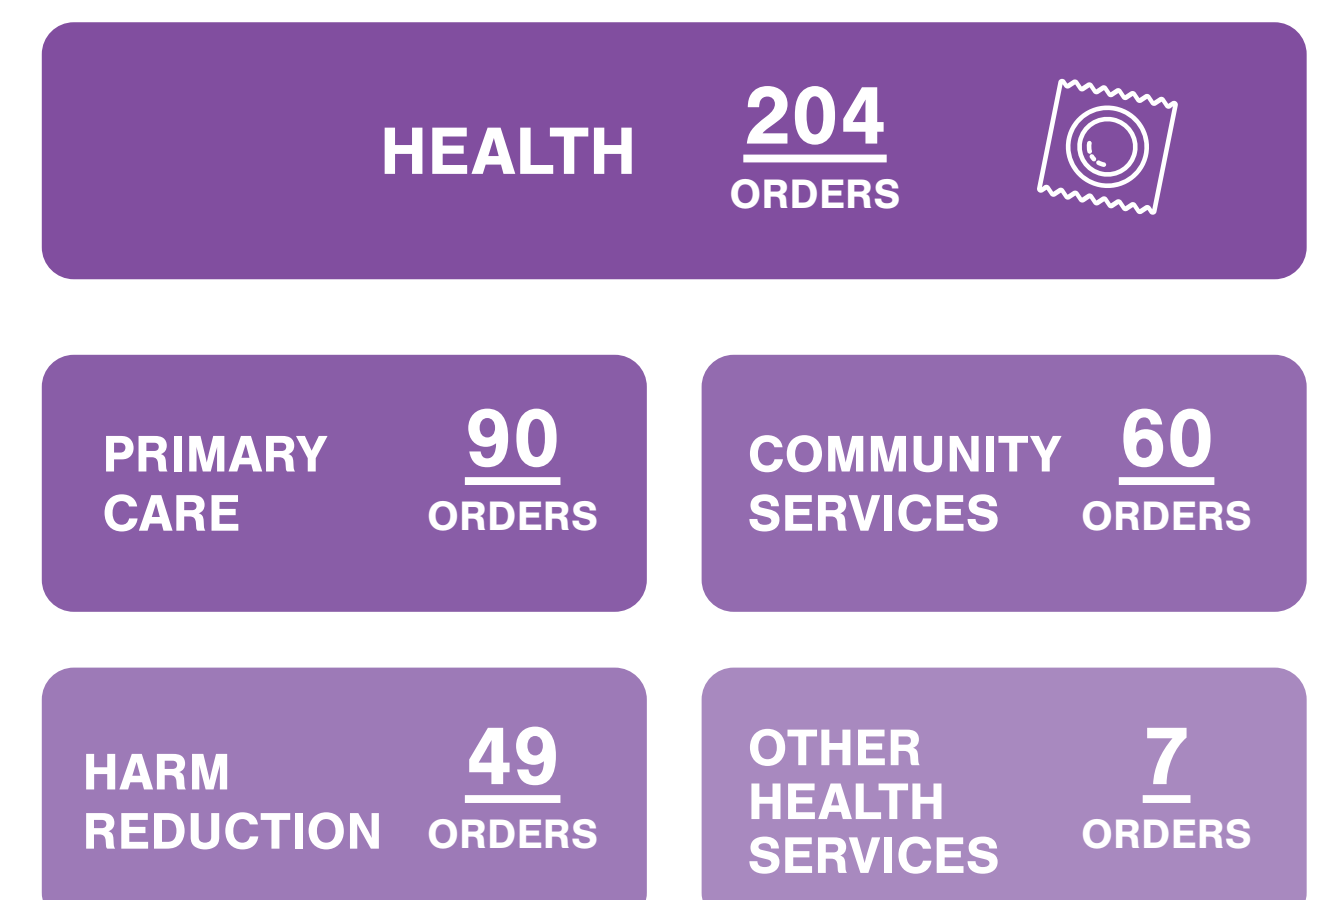 HEALTH
204
ORDERS
PRIMARY
CARE
90
ORDERS
COMMUNITY
SERVICES
60
ORDERS
HARM
REDUCTION
49
ORDERS
OTHER
HEALTH
SERVICES
7
ORDERS